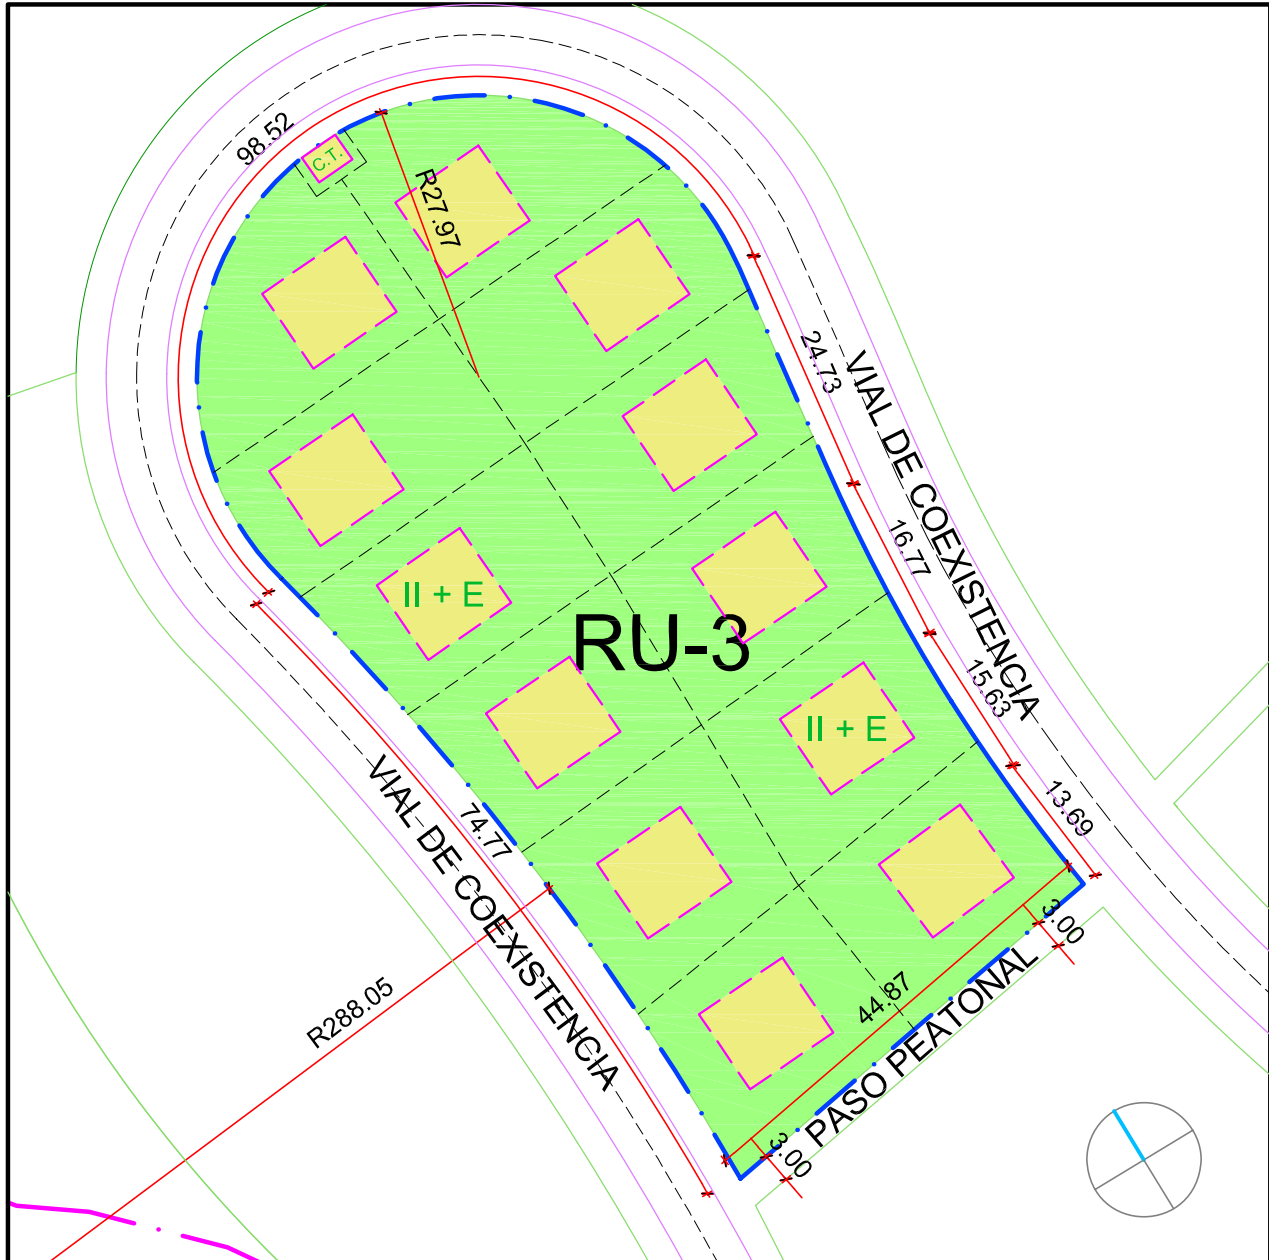 98.52
C.T.
R27.97
24.73
VIAL DE COEXISTENCIA
16.77
II + E
RU-3
15.63
II + E
13.69
VIAL DE COEXISTENCIA
74.77
3.00
44.87
PASO PEATONAL
R288.05
3.00